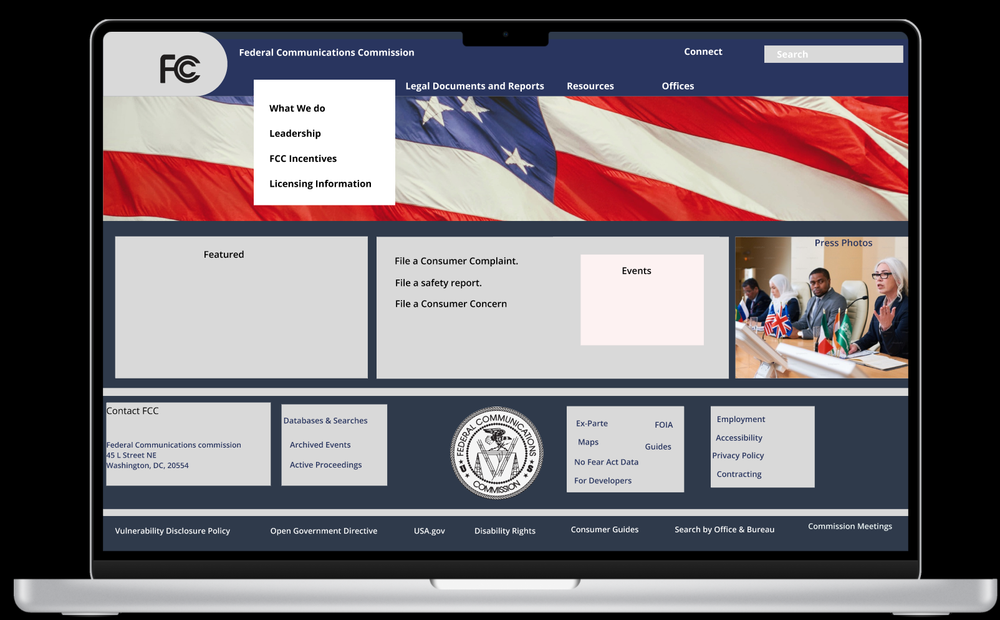 FCC
Federal Communications Commission
Connect
Search
Legal Documents and Reports
Resources
Offices
What We do
Leadership
FCC Incentives
Licensing Information
Featured
File a Consumer Complaint.
File a safety report.
File a Consumer Concern
Events
Press Photos
Contact FCC
Federal Communications commission
45 L Street NE
Washington, DC, 20554
Databases & Searches
Archived Events
Active Proceedings
FEDERAL COMMUNICATIONS
COMMISSION
U S
Ex-Parte
FOIA
Maps
Guides
No Fear Act Data
For Developers
Employment
Accessibility
Privacy Policy
Contracting
Vulnerability Disclosure Policy
Open Government Directive
USA.gov
Disability Rights
Consumer Guides
Search by Office & Bureau
Commission Meetings